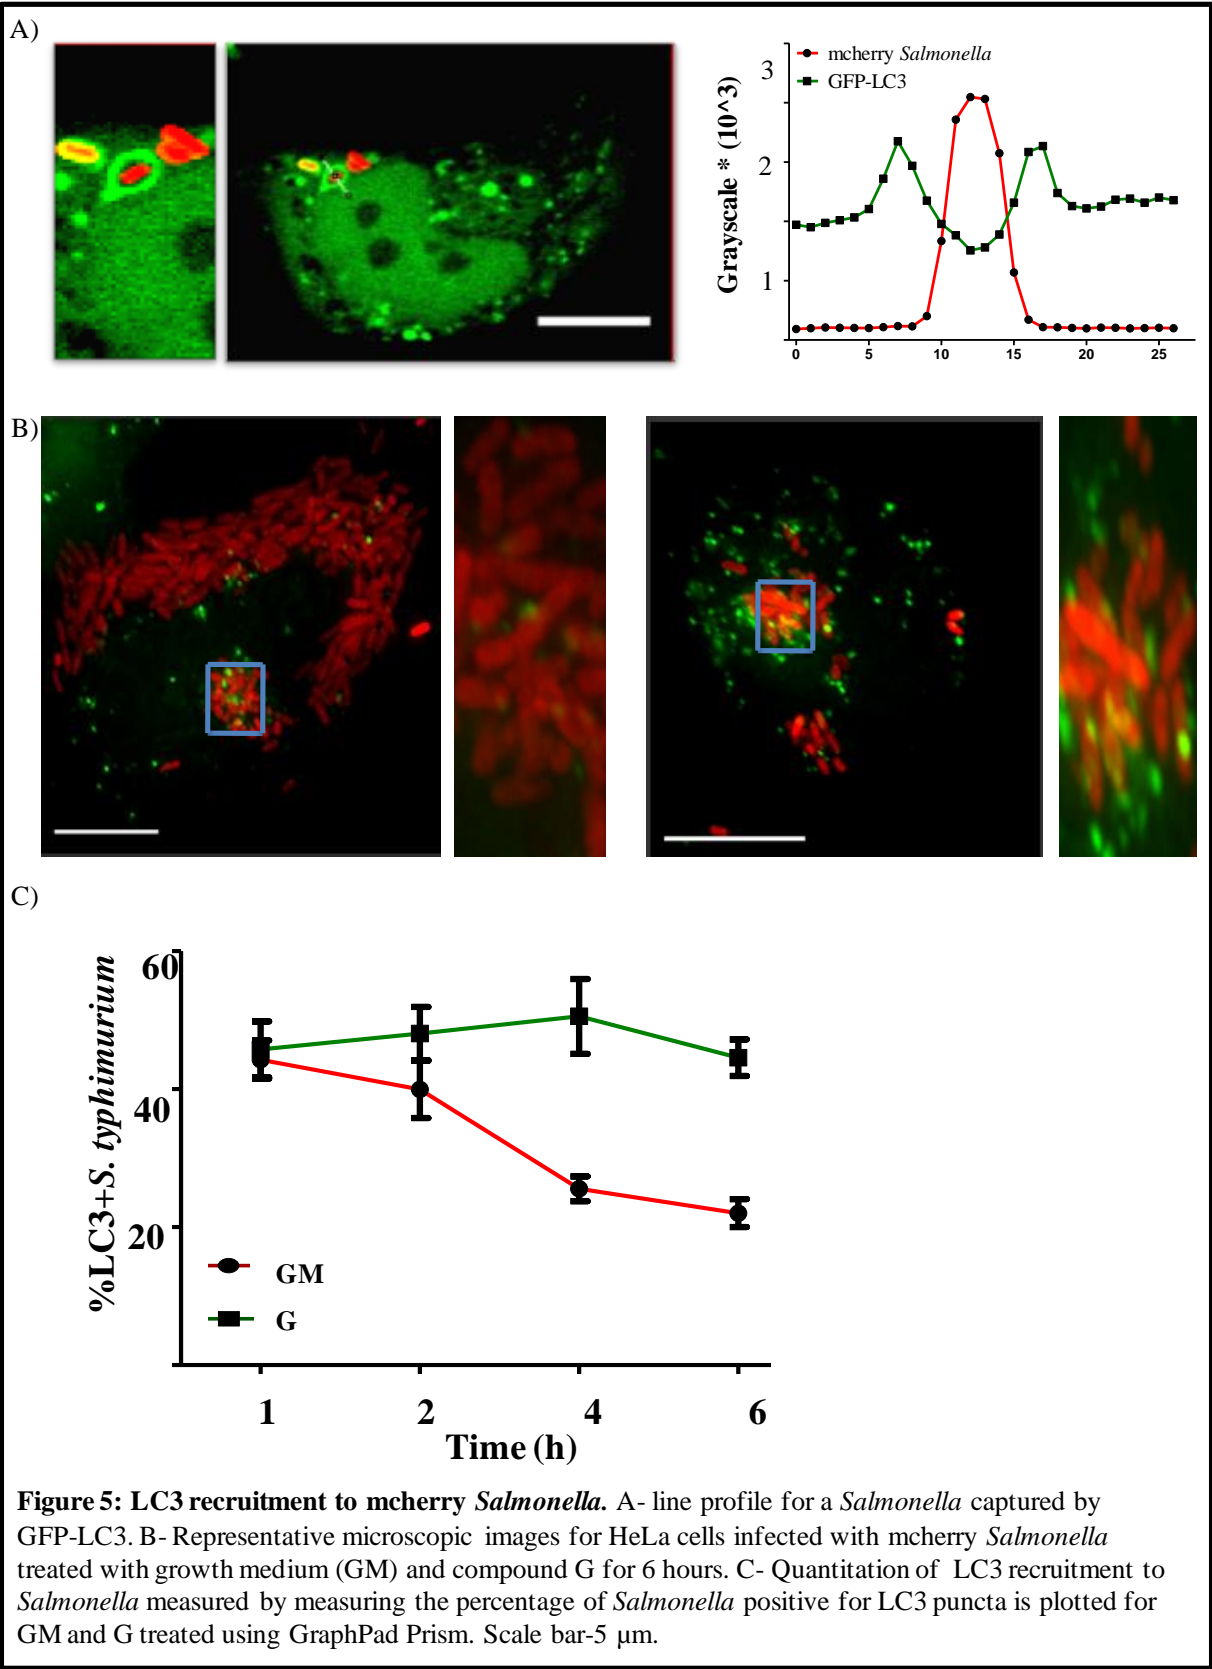 A)
mcherry Salmonella
GFP-LC3
Grayscale * (10^3)
3
2
1
0 5 10 15 20 25
B)
C)
%LC3+S. typhimurium
60
40
20
GM
G
1 2 4 6
Time (h)
Figure 5: LC3 recruitment to mcherry Salmonella. A- line profile for a Salmonella captured by
GFP-LC3. B- Representative microscopic images for HeLa cells infected with mcherry Salmonella
treated with growth medium (GM) and compound G for 6 hours. C- Quantitation of LC3 recruitment to
Salmonella measured by measuring the percentage of Salmonella positive for LC3 puncta is plotted for
GM and G treated using GraphPad Prism. Scale bar-5 µm.